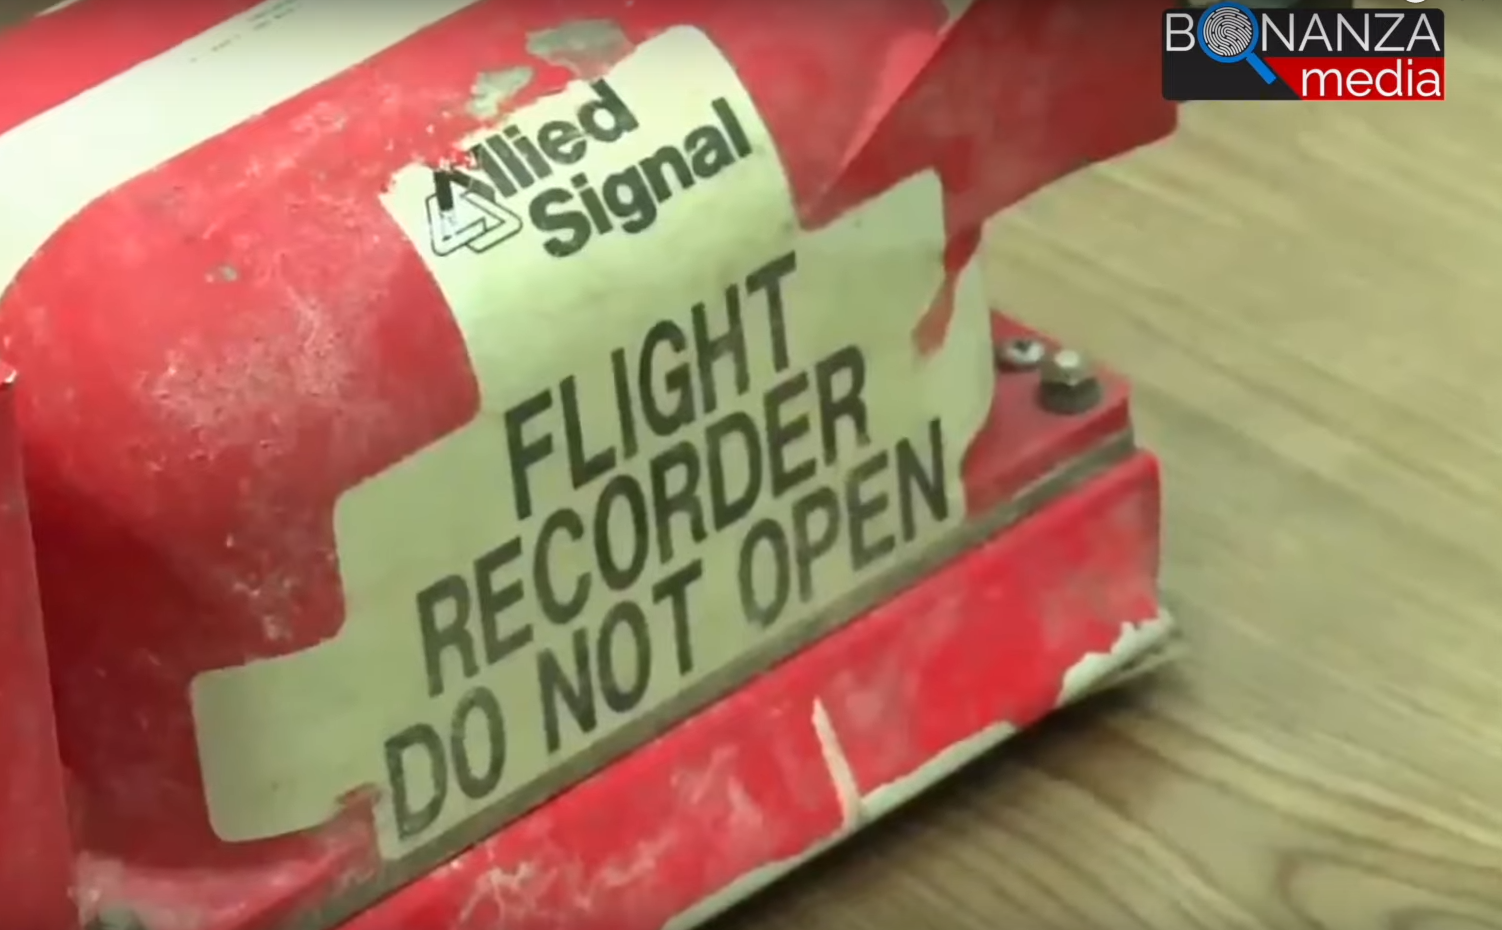 BONANZA
media
Allied
Signal
FLIGHT
RECORDER
DO NOT OPEN